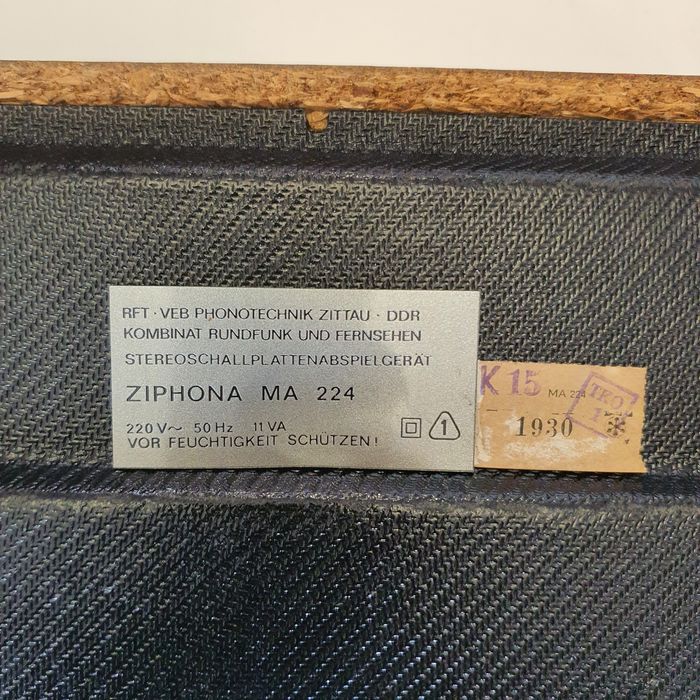 RFT · VEB PHONOTECHNIK ZITTAU · DDR
KOMBINAT RUNDFUNK UND FERNSEHEN
STEREOSCHALLPLATTENABSPIELGERÄT
ZIPHONA MA 224
220 V~ 50 Hz 11 VA
VOR FEUCHTIGKEIT SCHÜTZEN!
1
K 15 MA 224
1930